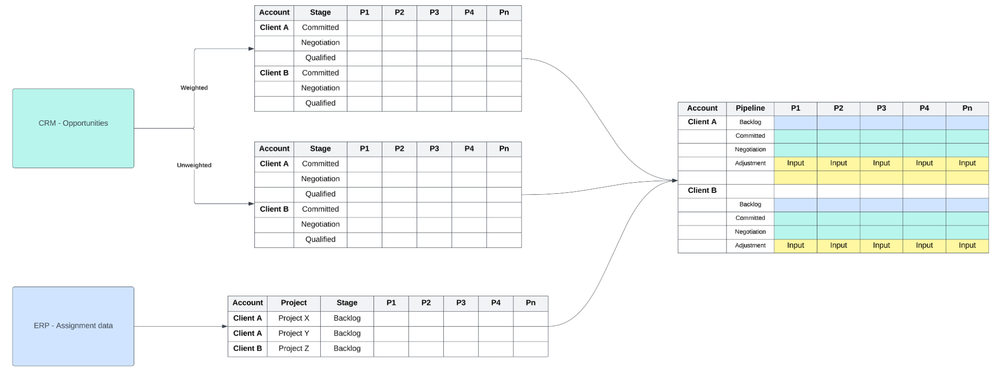 CRM - Opportunities
Weighted
Unweighted
Account Stage P1 P2 P3 P4 Pn
Client A Committed
Negotiation
Qualified
Client B Committed
Negotiation
Qualified
Account Stage P1 P2 P3 P4 Pn
Client A Committed
Negotiation
Qualified
Client B Committed
Negotiation
Qualified
ERP - Assignment data
Account Project Stage P1 P2 P3 P4 Pn
Client A Project X Backlog
Client A Project Y Backlog
Client B Project Z Backlog
Account Pipeline P1 P2 P3 P4 Pn
Client A Backlog
Committed
Negotiation
Adjustment Input Input Input Input Input
Client B
Backlog
Committed
Negotiation
Adjustment Input Input Input Input Input